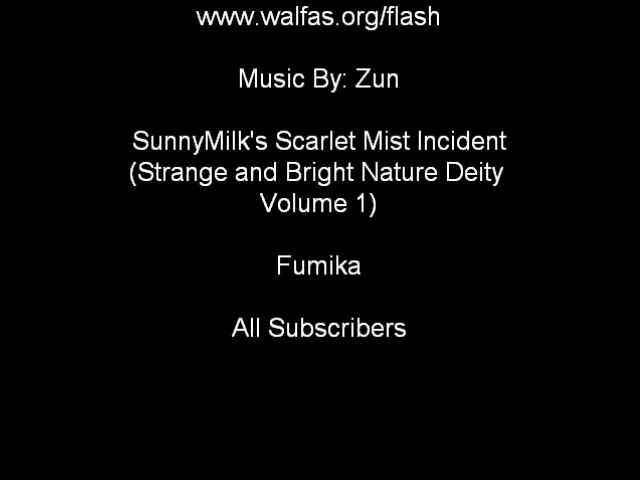 www.walfas.org/flash
Music By: Zun
SunnyMilk's Scarlet Mist Incident
(Strange and Bright Nature Deity
Volume 1)
Fumika
All Subscribers